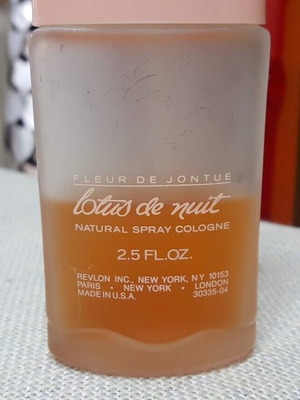 FLEUR DE JONTUE
lotus de nuit
NATURAL SPRAY COLOGNE
2.5 FL.OZ.
REVLON INC., NEW YORK, NY 10153
PARIS • NEW YORK • LONDON
MADE IN U.S.A. 30335-04